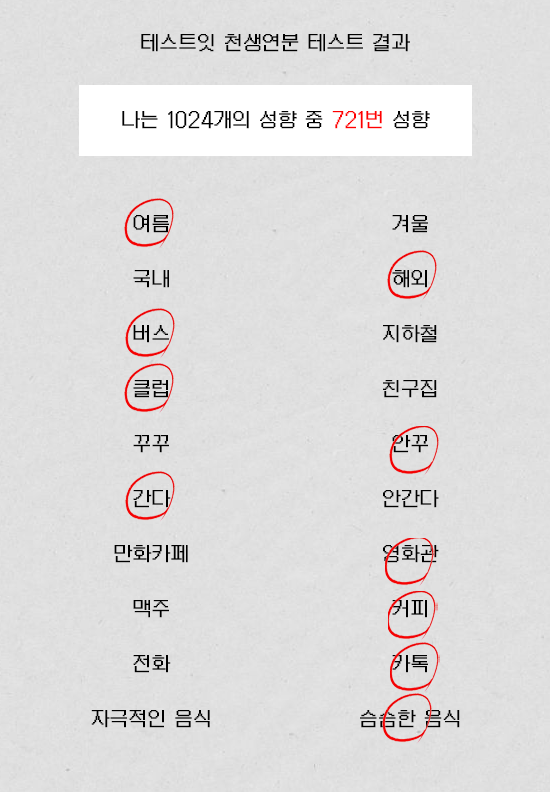 테스트잇 천생연분 테스트 결과
나는 1024개의 성향 중 721번 성향
여름 겨울
국내 해외
버스 지하철
클럽 친구집
꾸꾸 안꾸
간다 안간다
만화카페 영화관
맥주 커피
전화 카톡
자극적인 음식 슴슴한 음식